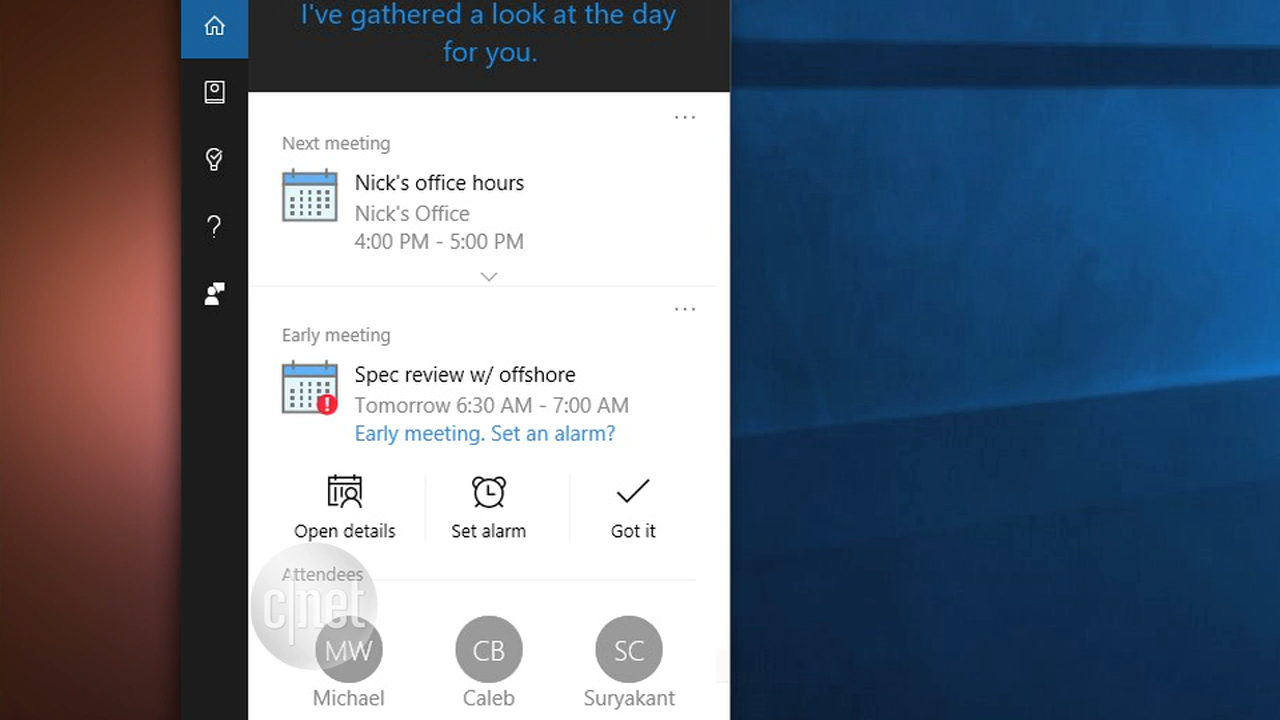 I've gathered a look at the day
for you.
...
Next meeting
Nick's office hours
Nick's Office
4:00 PM - 5:00 PM
...
Early meeting
Spec review w/ offshore
Tomorrow 6:30 AM - 7:00 AM
Early meeting. Set an alarm?
Open details Set alarm Got it
Attendees
c|net
MW CB SC
Michael Caleb Suryakant